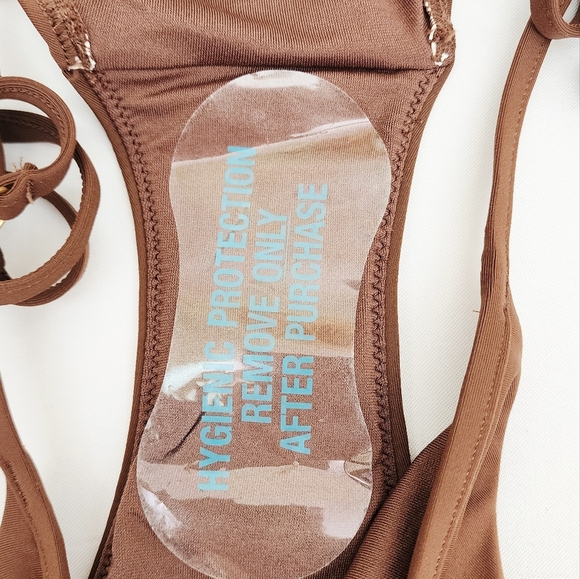 HYGIENIC PROTECTION
REMOVE ONLY
AFTER PURCHASE